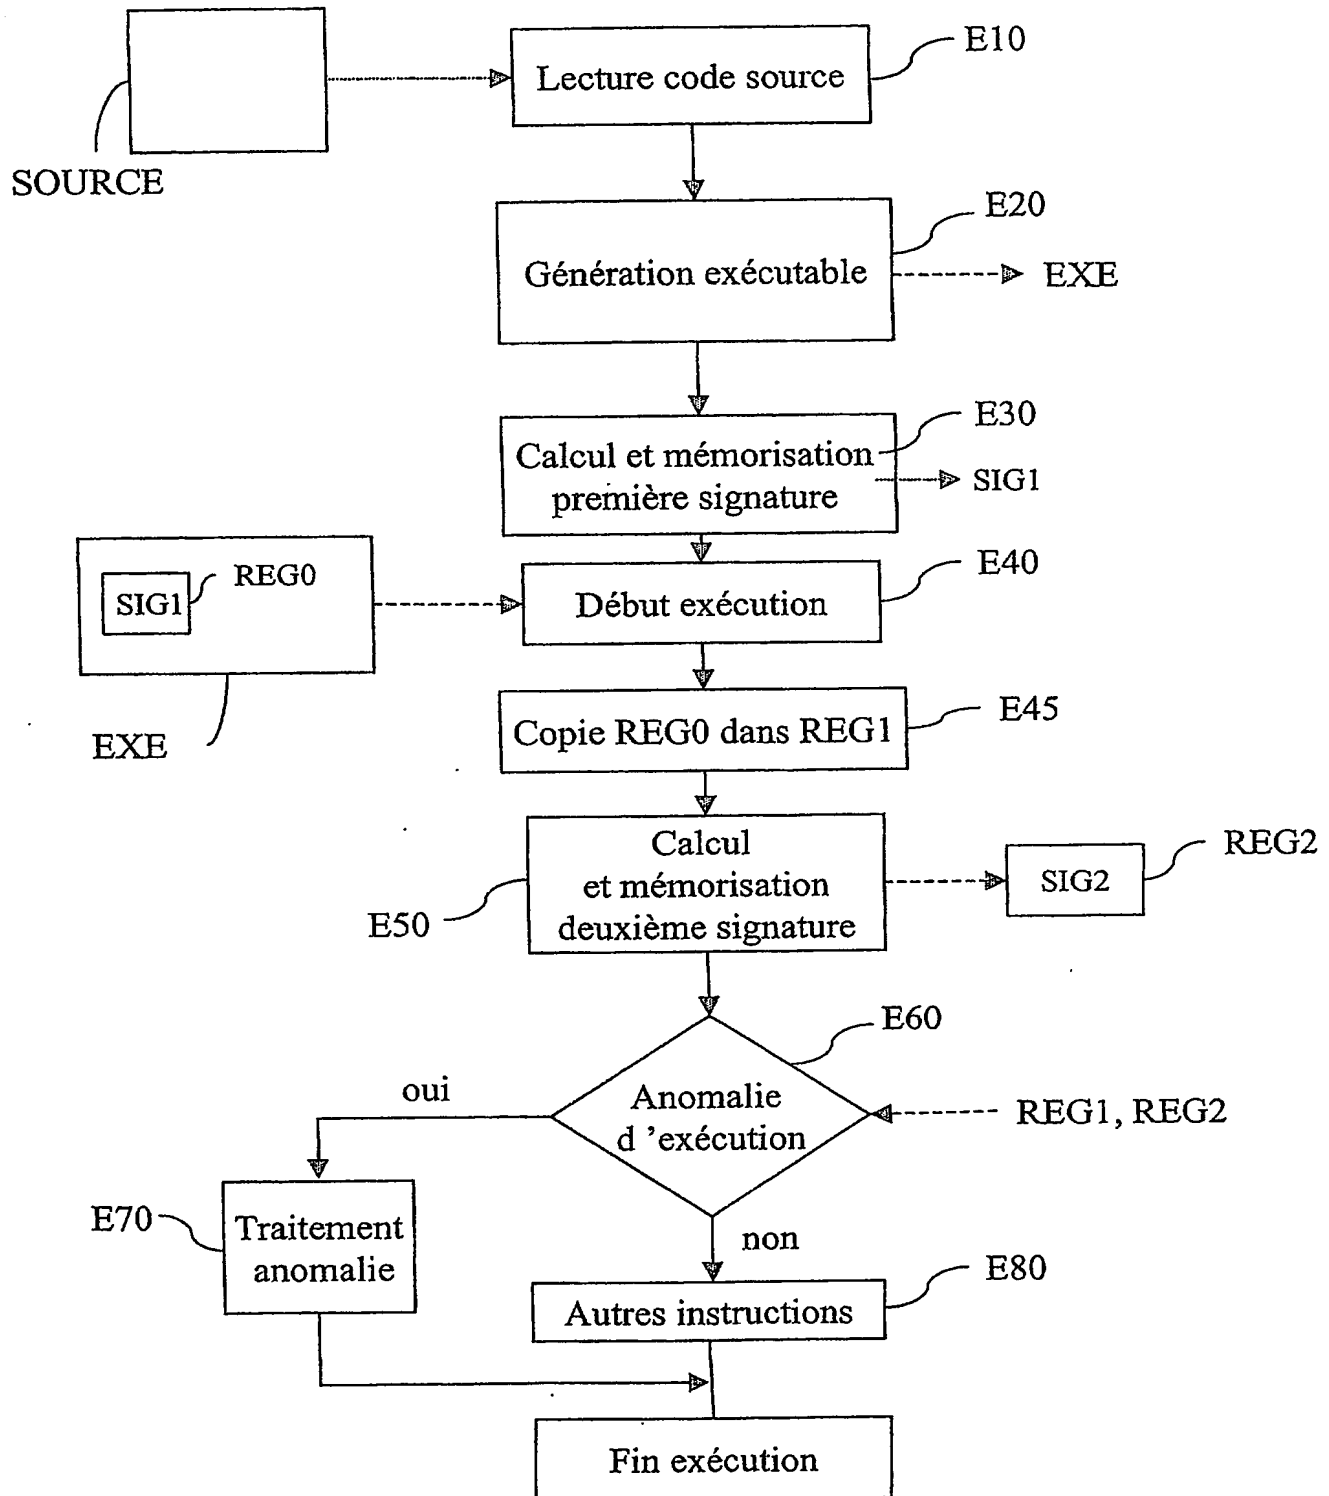 E10
Lecture code source
SOURCE
E20
Génération exécutable
EXE
E30
Calcul et mémorisation
première signature
SIG1
E40
REG0
SIG1
Début exécution
E45
Copie REG0 dans REG1
EXE
Calcul
et mémorisation
deuxième signature
REG2
SIG2
E50
E60
oui
Anomalie
d ’exécution
REG1, REG2
E70
Traitement
anomalie
non
E80
Autres instructions
Fin exécution